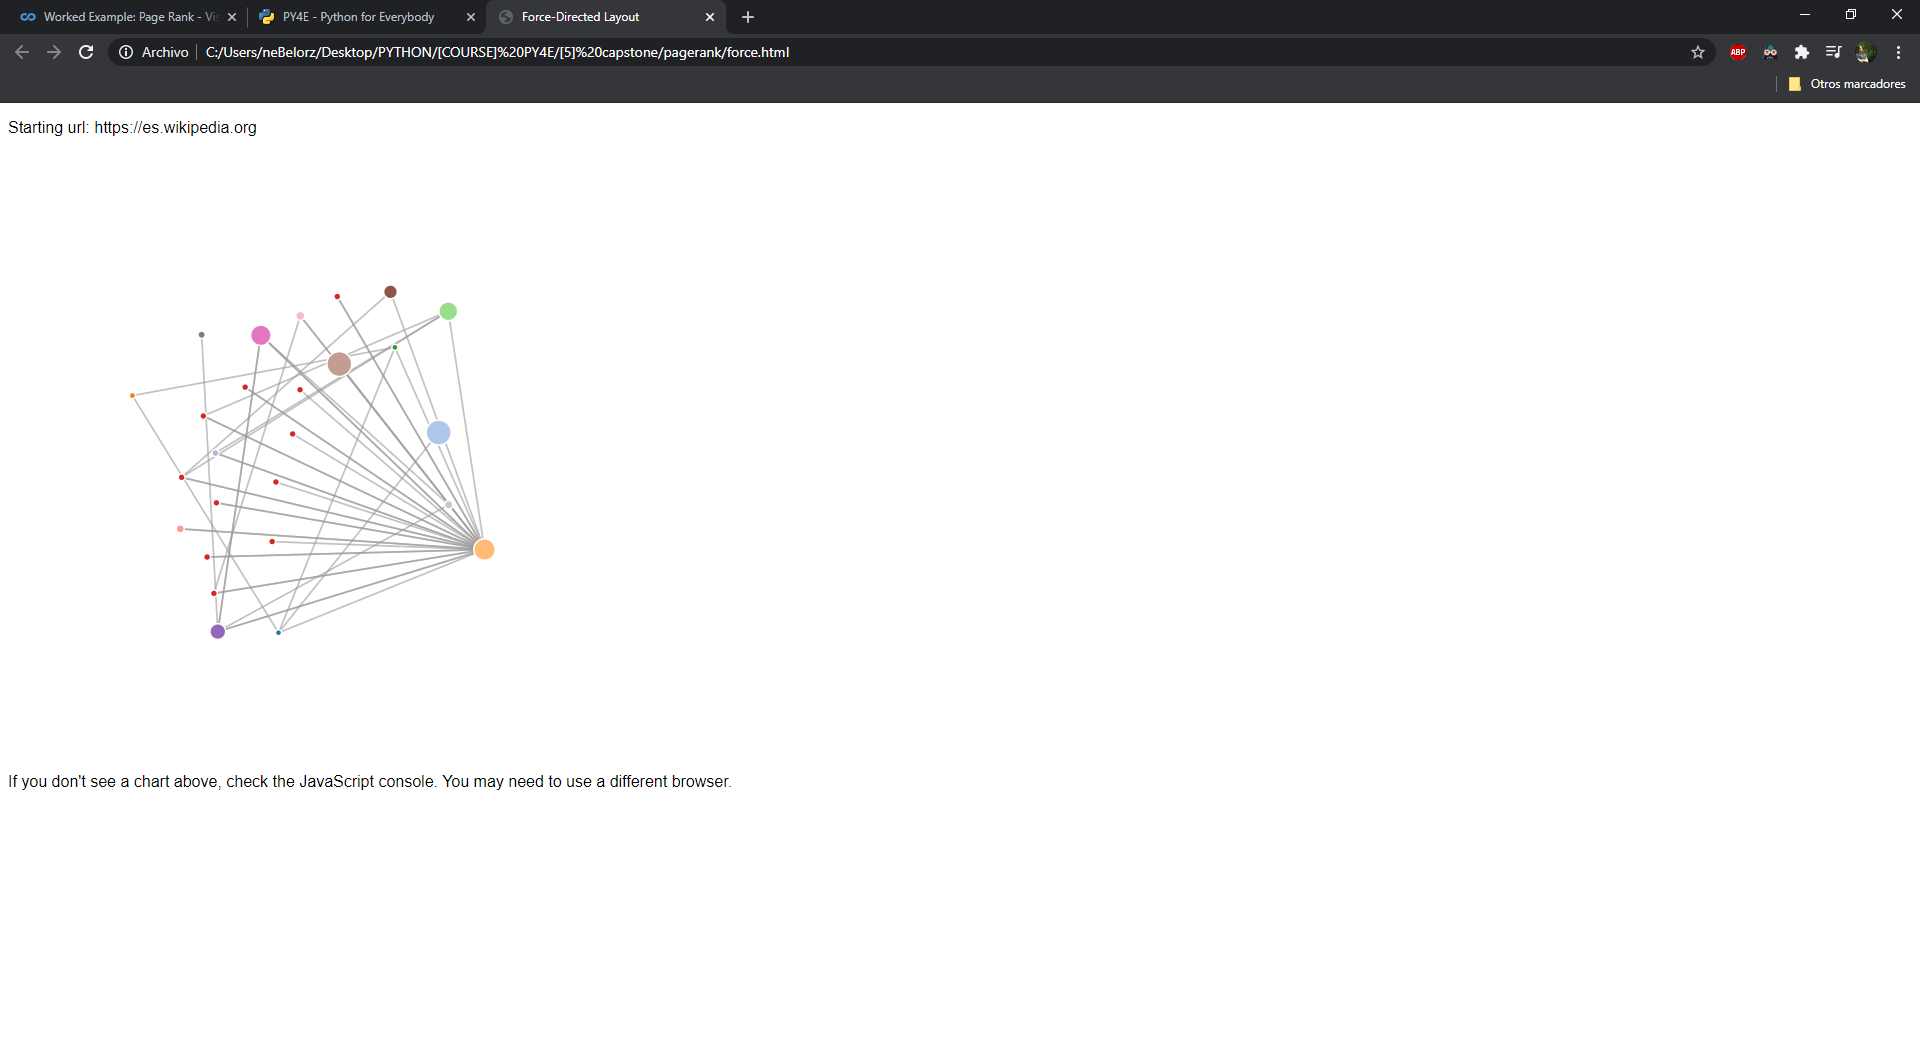 Worked Example: Page Rank - Vis
PY4E - Python for Everybody
Force-Directed Layout
Archivo
C:/Users/neBelorz/Desktop/PYTHON/[COURSE]%20PY4E/[5]%20capstone/pagerank/force.html
ABP
Otros marcadores
Starting url: https://es.wikipedia.org
If you don't see a chart above, check the JavaScript console. You may need to use a different browser.